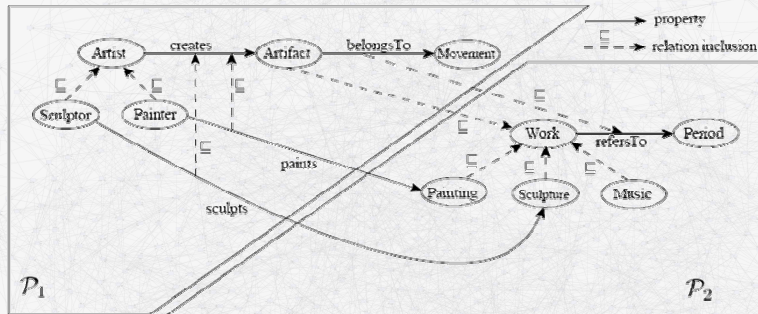 property
⊑
relation inclusion
creates
belongsTo
Artist
Artifact
Movement
⊑
⊑
⊑
⊑
Sculptor
Painter
⊑
⊑
Work
Period
refersTo
⊑
paints
⊑
⊑
⊑
Painting
Sculpture
Music
sculpts
P₁
P₂